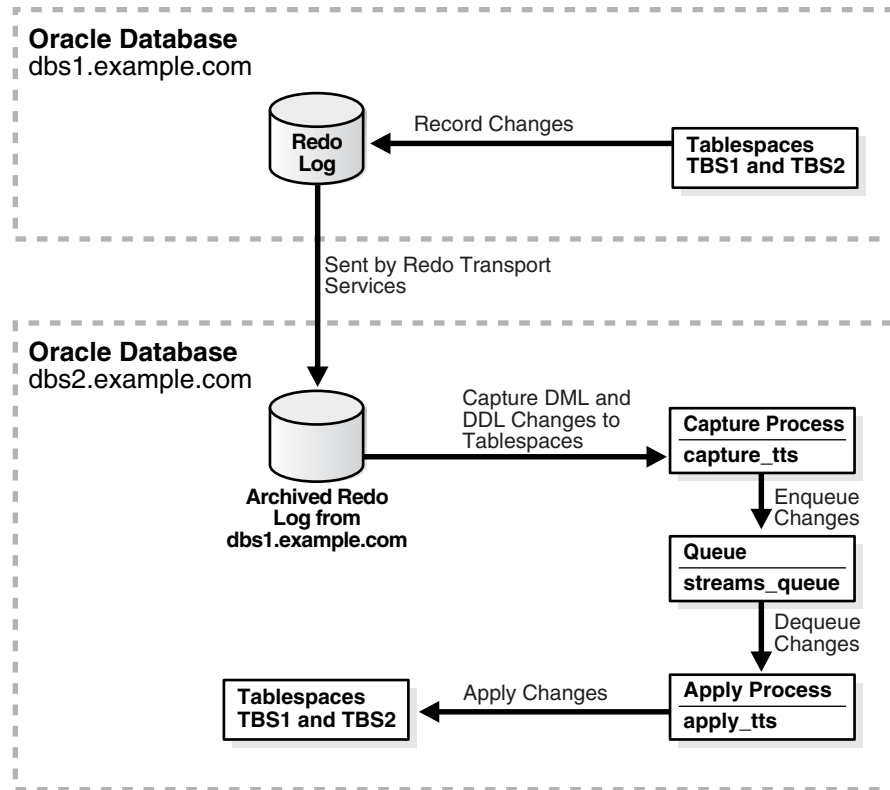 Oracle Database
dbs1.example.com
Redo
Log
Record Changes
Tablespaces
TBS1 and TBS2
Sent by Redo Transport
Services
Oracle Database
dbs2.example.com
Archived Redo
Log from
dbs1.example.com
Capture DML and
DDL Changes to
Tablespaces
Capture Process
capture_tts
Enqueue
Changes
Queue
streams_queue
Dequeue
Changes
Apply Process
apply_tts
Apply Changes
Tablespaces
TBS1 and TBS2